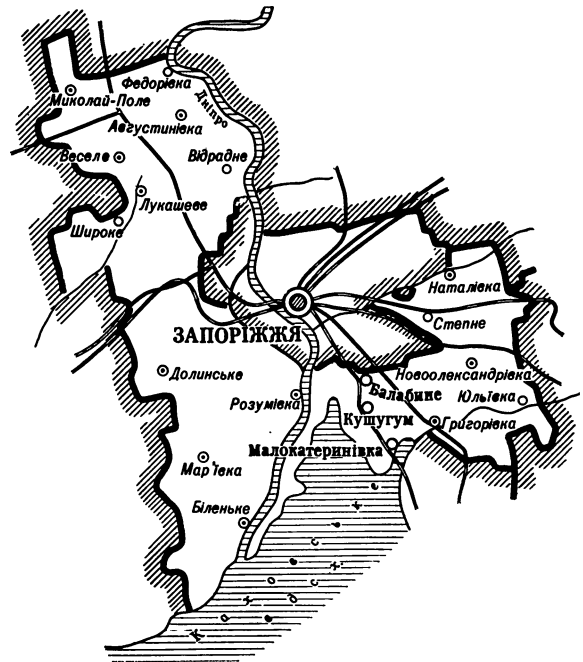 Федорівка
Миколай-Поле
Дніпро
Августинівка
Веселе
Відрадне
Лукашеве
Широке
Наталівка
Степне
ЗАПОРІЖЖЯ
Долинське
Новоолександрівка
Балабине
Юльївка
Розумівка
Кушугум
Григорівка
Малокатеринівка
Мар'ївка
Біленьке